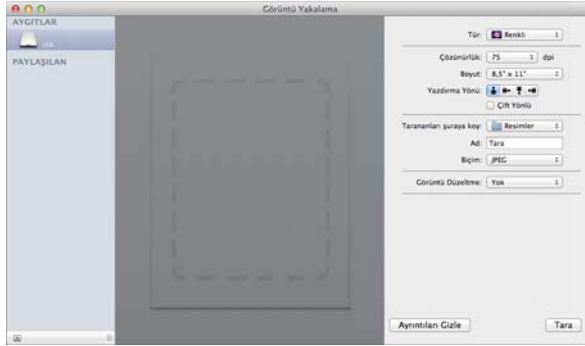 Görüntü Yakalama
AYGITLAR
PAYLAŞILAN
Tür: Renkli
Çözünürlük: 75 dpi
Boyut: 8,5" x 11"
Yazdırma Yönü:
Çift Yönlü
Tarananları şuraya koy: Resimler
Ad: Tara
Biçim: JPEG
Görüntü Düzeltme: Yok
Ayrıntıları Gizle
Tara